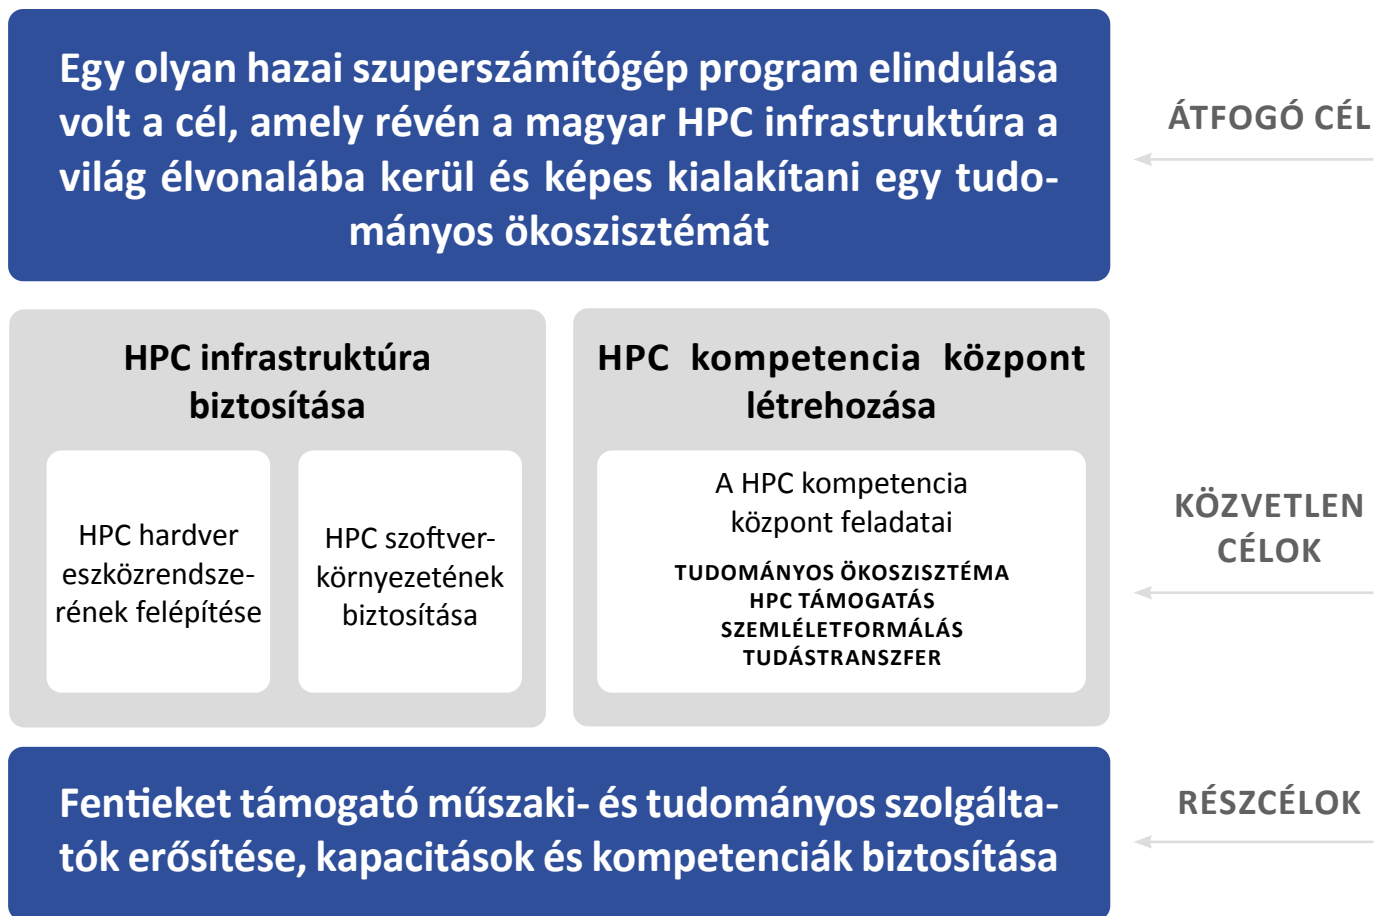 Egy olyan hazai szuperszámítógép program elindulása
volt a cél, amely révén a magyar HPC infrastruktúra a
világ élvonalába kerül és képes kialakítani egy tudo-
mányos ökoszisztémát
ÁTFOGÓ CÉL
HPC infrastruktúra
biztosítása
HPC hardver
eszközrendsze-
rének felépítése
HPC szoftver-
környezetének
biztosítása
HPC kompetencia központ
létrehozása
A HPC kompetencia
központ feladatai
TUDOMÁNYOS ÖKOSZISZTÉMA
HPC TÁMOGATÁS
SZEMLÉLETFORMÁLÁS
TUDÁSTRANSZFER
KÖZVETLEN
CÉLOK
Fentieket támogató műszaki- és tudományos szolgálta-
tók erősítése, kapacitások és kompetenciák biztosítása
RÉSZCÉLOK